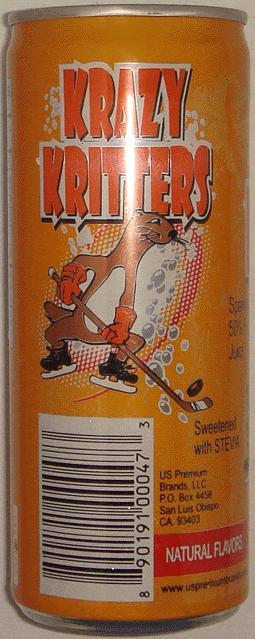 KRAZY
KRITTERS
50%
Sweetened
with STEVIA
US Premium
Brands, LLC
P.O. Box 4458
San Luis Obispo
CA. 93403
NATURAL FLAVORS
8 90191 00047 3